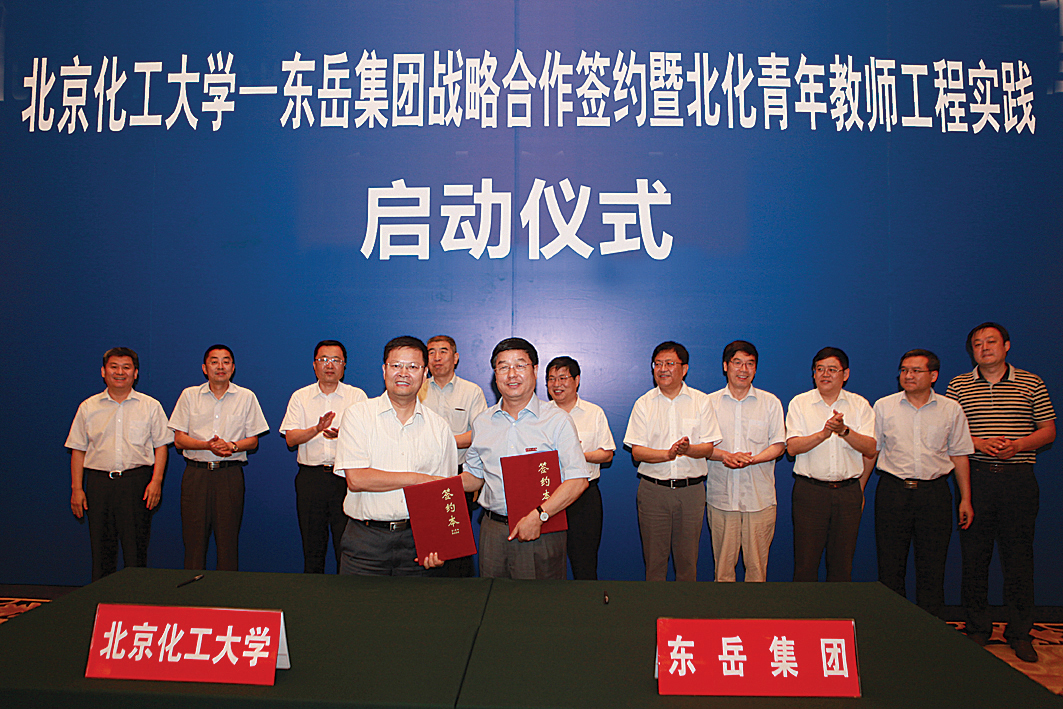 北京化工大学—东岳集团战略合作签约暨北化青年教师工程实践
启动仪式
签约本
签约本
北京化工大学
东岳集团